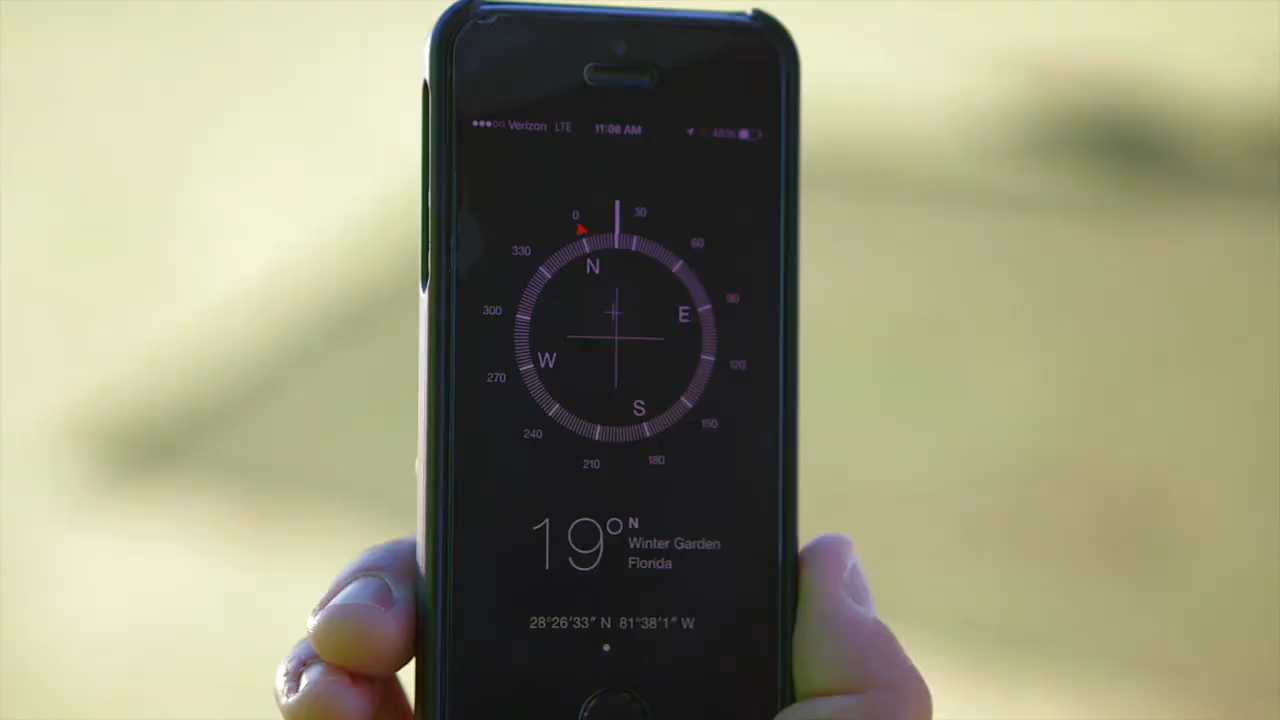 Verizon LTE 11:06 AM
0 30
330 60
N
300 E
W
270 120
S
240 150
210 180
19° N
Winter Garden
Florida
28°26'33" N 81°38'1" W